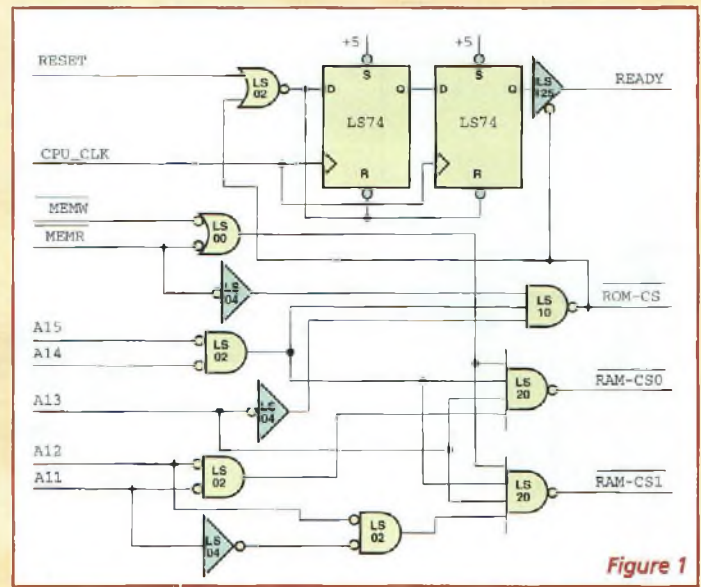 +5 +5
RESET
LS 02
D S Q
LS74
R
D S Q
LS74
R
LS 125
READY
CPU_CLK
MEMW
MEMR
LS 00
LS 04
LS 10
ROM-CS
A15
A14
LS 02
A13
LS 04
LS 20
RAM-CS0
A12
A11
LS 02
LS 20
RAM-CS1
LS 04
LS 02
Figure 1